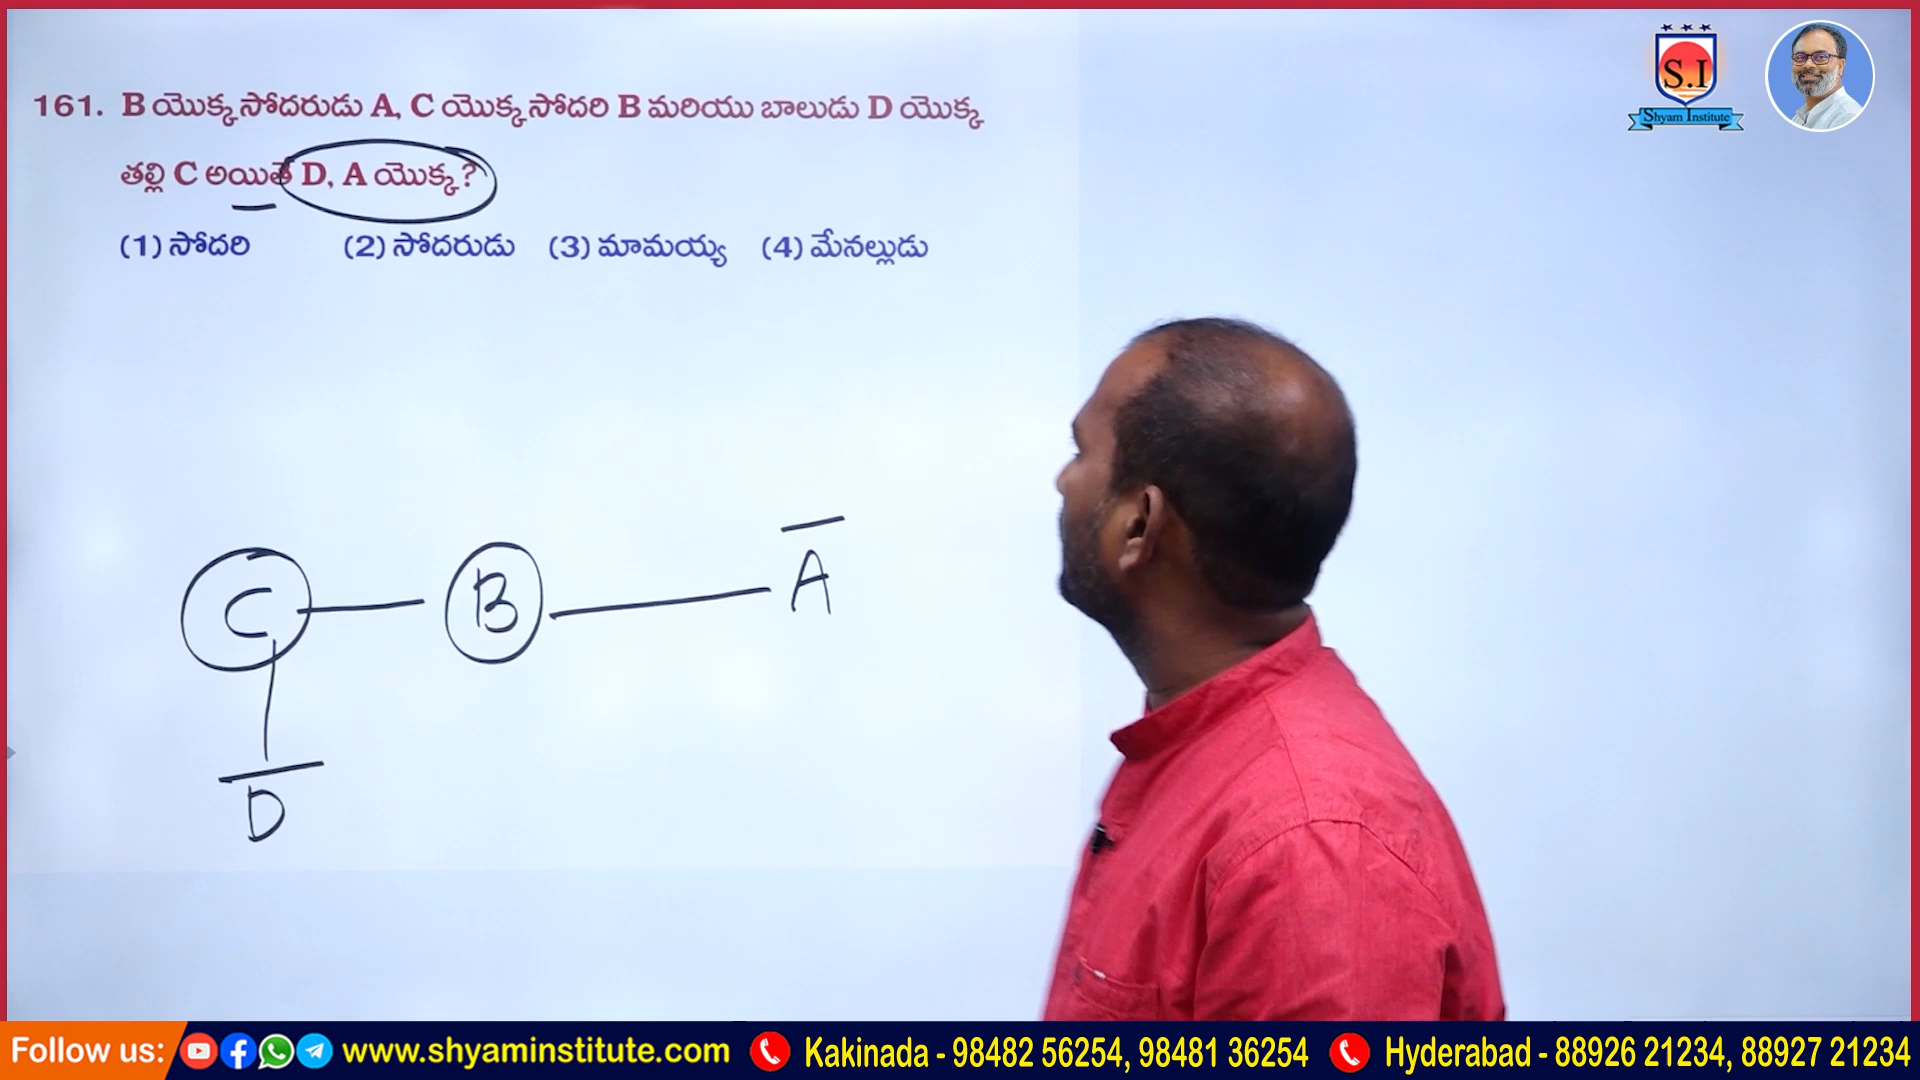 161. B యొక్క సోదరుడు A, C యొక్క సోదరి B మరియు బాలుడు D యొక్క
తల్లి C అయితే D, A యొక్క?
(1) సోదరి (2) సోదరుడు (3) మామయ్య (4) మేనల్లుడు
S.I
Shyam Institute
C B A
D
Follow us: www.shyaminstitute.com Kakinada - 98482 56254, 98481 36254 Hyderabad - 88926 21234, 88927 21234